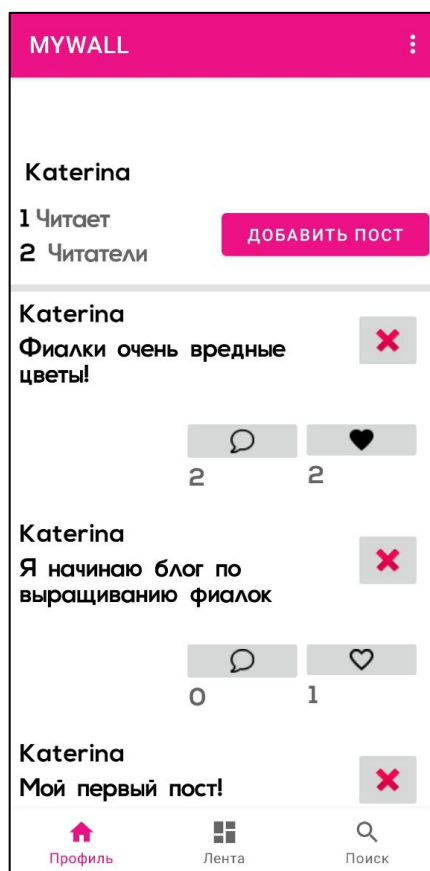 MYWALL
Katerina
1 Читает
2 Читатели
ДОБАВИТЬ ПОСТ
Katerina
Фиалки очень вредные
цветы!
2
2
Katerina
Я начинаю блог по
выращиванию фиалок
0
1
Katerina
Мой первый пост!
Профиль
Лента
Поиск